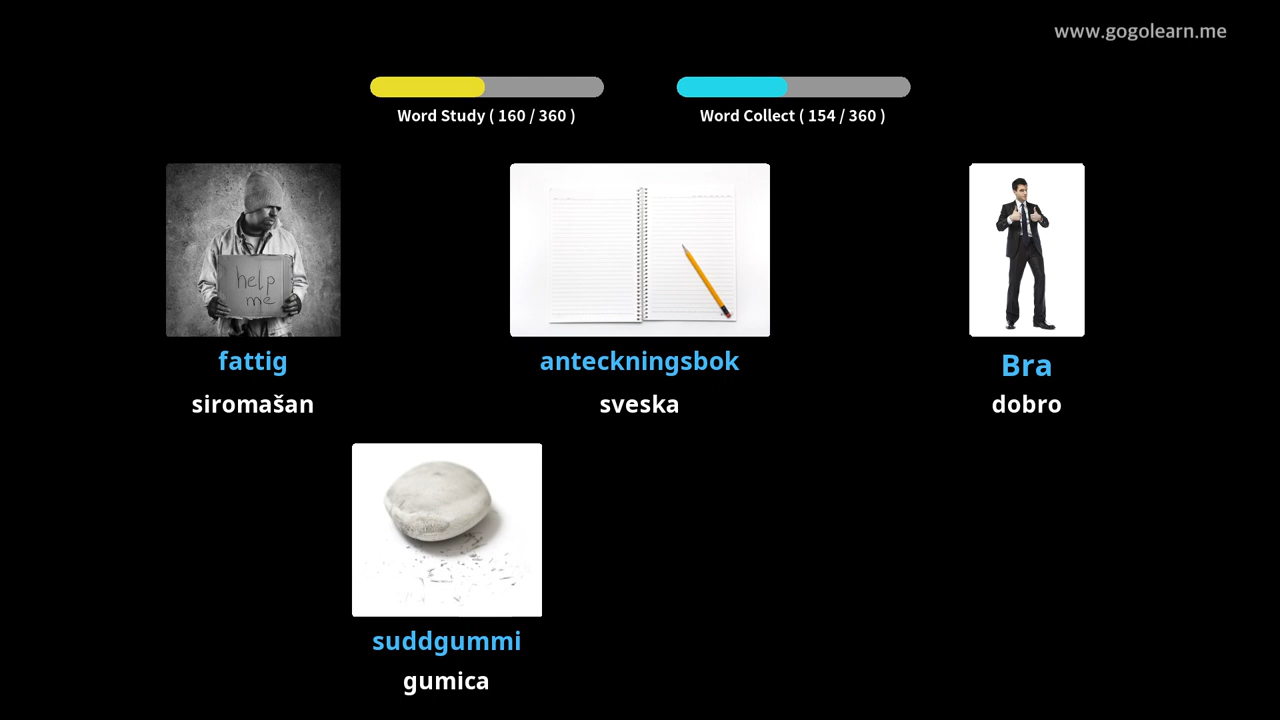 www.gogolearn.me
Word Study ( 160 / 360 )
Word Collect ( 154 / 360 )
help
me
fattig
anteckningsbok
Bra
siromašan
sveska
dobro
suddgummi
gumica